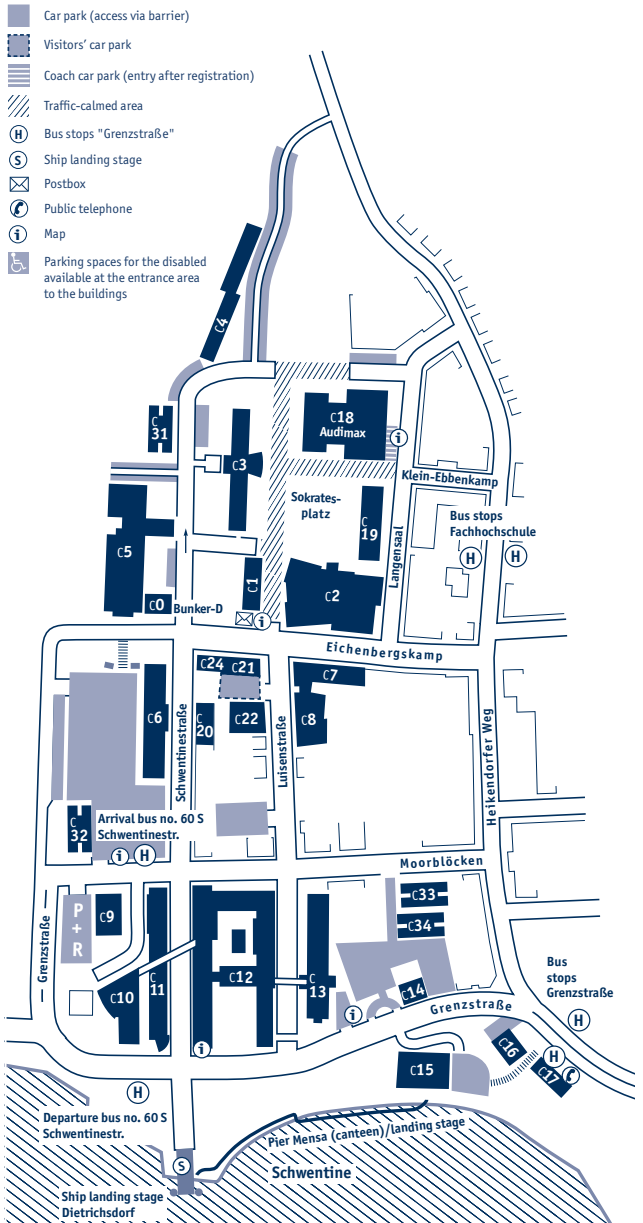 Car park (access via barrier)
Visitors' car park
Coach car park (entry after registration)
Traffic-calmed area
H Bus stops "Grenzstraße"
S Ship landing stage
Postbox
Public telephone
i Map
Parking spaces for the disabled
available at the entrance area
to the buildings
C4
C
31
C18
Audimax
i
C3
Klein-Ebbenkamp
Sokrates-
platz
C
19
Langensaal
Bus stops
Fachhochschule
H
H
C5
C1
C2
C0
Bunker-D
i
Eichenbergskamp
C24
C21
C7
C6
Schwentinestraße
C
20
C22
Luisenstraße
C8
Heikendorfer Weg
C
32
Arrival bus no. 60 S
Schwentinestr.
i
H
Moorblöcken
Grenzstraße
P
+
R
C9
C33
C34
C10
C
11
C12
C
13
C14
i
Grenzstraße
Bus
stops
Grenzstraße
H
i
C16
H
C15
C17
H
Departure bus no. 60 S
Schwentinestr.
Pier Mensa (canteen)/landing stage
S
Schwentine
Ship landing stage
Dietrichsdorf